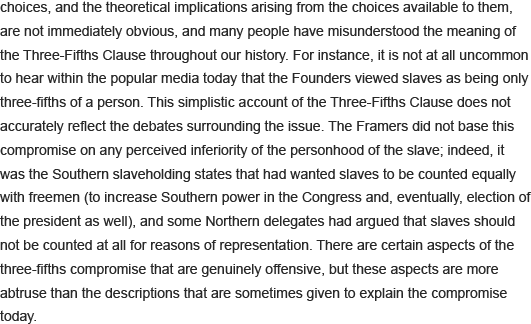 choices, and the theoretical implications arising from the choices available to them,
are not immediately obvious, and many people have misunderstood the meaning of
the Three-Fifths Clause throughout our history. For instance, it is not at all uncommon
to hear within the popular media today that the Founders viewed slaves as being only
three-fifths of a person. This simplistic account of the Three-Fifths Clause does not
accurately reflect the debates surrounding the issue. The Framers did not base this
compromise on any perceived inferiority of the personhood of the slave; indeed, it
was the Southern slaveholding states that had wanted slaves to be counted equally
with freemen (to increase Southern power in the Congress and, eventually, election of
the president as well), and some Northern delegates had argued that slaves should
not be counted at all for reasons of representation. There are certain aspects of the
three-fifths compromise that are genuinely offensive, but these aspects are more
abtruse than the descriptions that are sometimes given to explain the compromise
today.